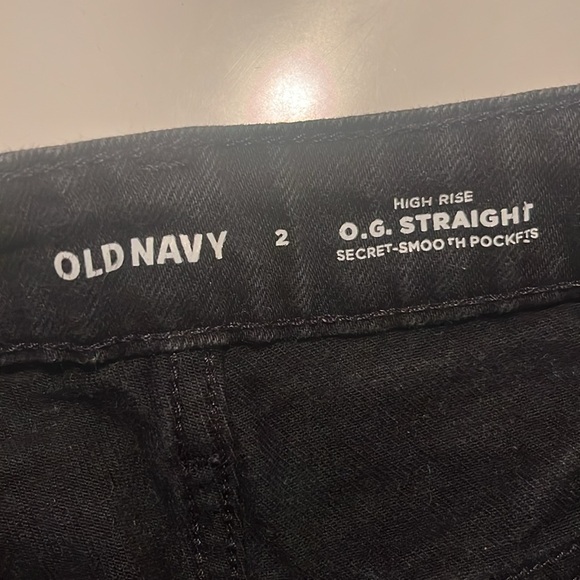 OLD NAVY 2
HIGH RISE
O.G. STRAIGHT
SECRET-SMOOTH POCKETS